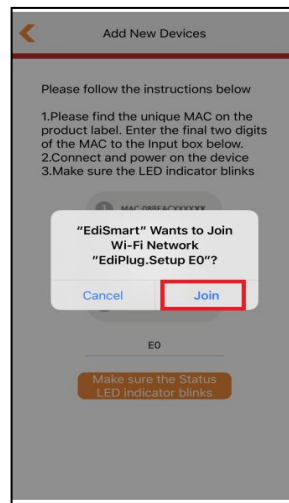 Add New Devices
Please follow the instructions below
1.Please find the unique MAC on the
product label. Enter the final two digits
of the MAC to the Input box below.
2.Connect and power on the device
3.Make sure the LED indicator blinks
1 MAC:08BEACXXXXXX
"EdiSmart" Wants to Join
Wi-Fi Network
"EdiPlug.Setup E0"?
Cancel
Join
E0
Make sure the Status
LED indicator blinks